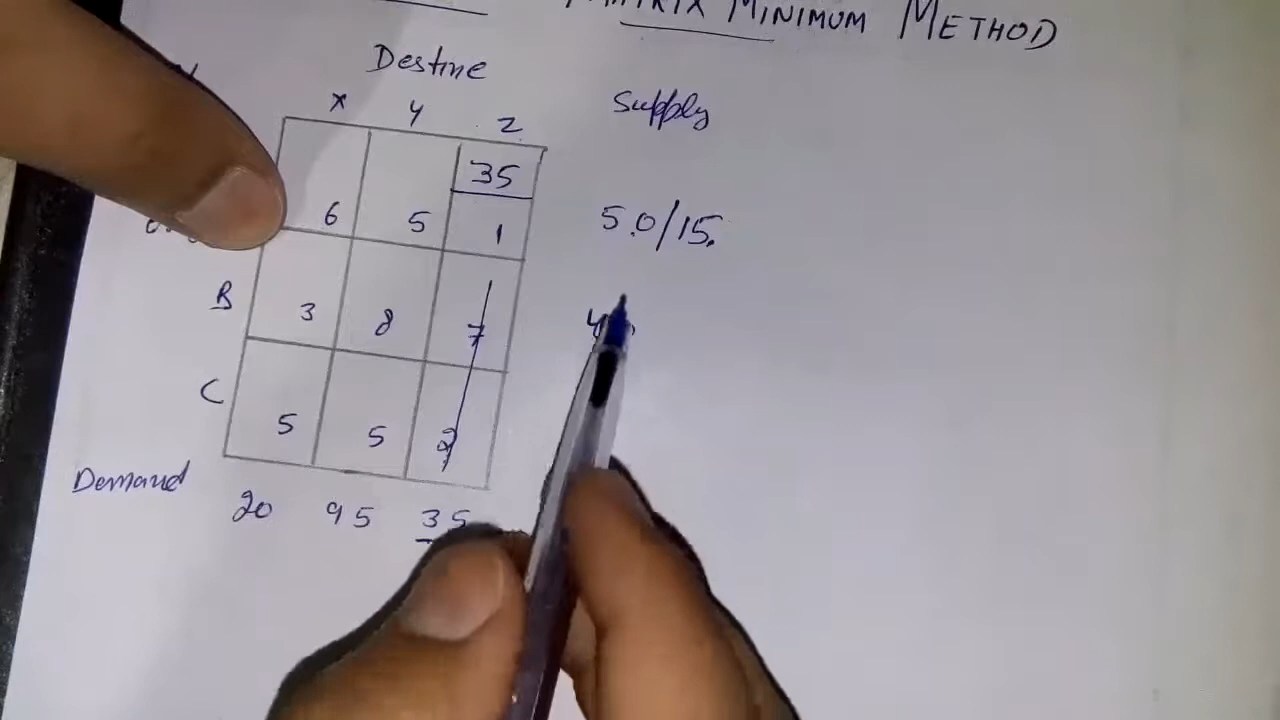 MATRIX MINIMUM METHOD
Destine
x y z Supply
35
6 5 1 50/15.
B 3 8 7
C 5 5 2
Demand 20 95 35